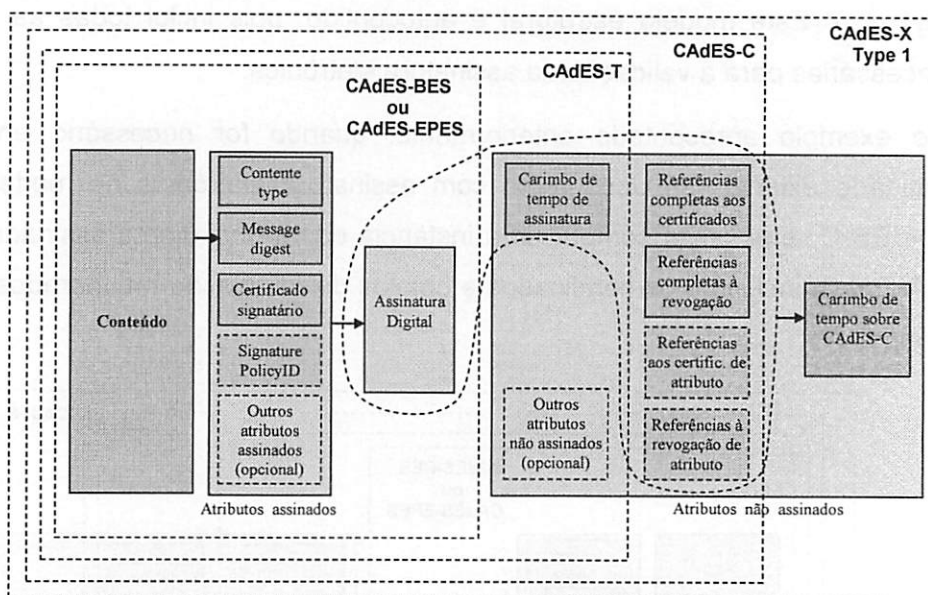 CAdES-X
Type 1
CAdES-C
CAdES-T
CAdES-BES
ou
CAdES-EPES
Conteúdo
Contente
type
Message
digest
Certificado
signatário
Signature
PolicyID
Outros
atributos
assinados
(opcional)
Atributos assinados
Assinatura
Digital
Carimbo de
tempo de
assinatura
Outros
atributos
não assinados
(opcional)
Referências
completas aos
certificados
Referências
completas à
revogação
Referências
aos certific. de
atributo
Referências à
revogação de
atributo
Atributos não assinados
Carimbo de
tempo sobre
CAdES-C